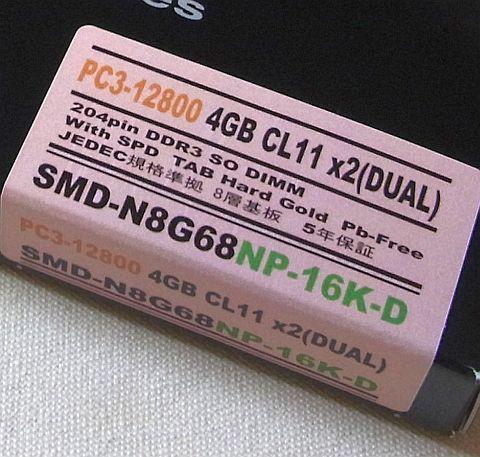 es
PC3-12800 4GB CL11 x2(DUAL)
204pin DDR3 SO DIMM
With SPD TAB Hard Gold Pb-Free
JEDEC規格準拠 8層基板 5年保証
SMD-N8G68NP-16K-D
PC3-12800 4GB CL11 x2(DUAL)
SMD-N8G68NP-16K-D